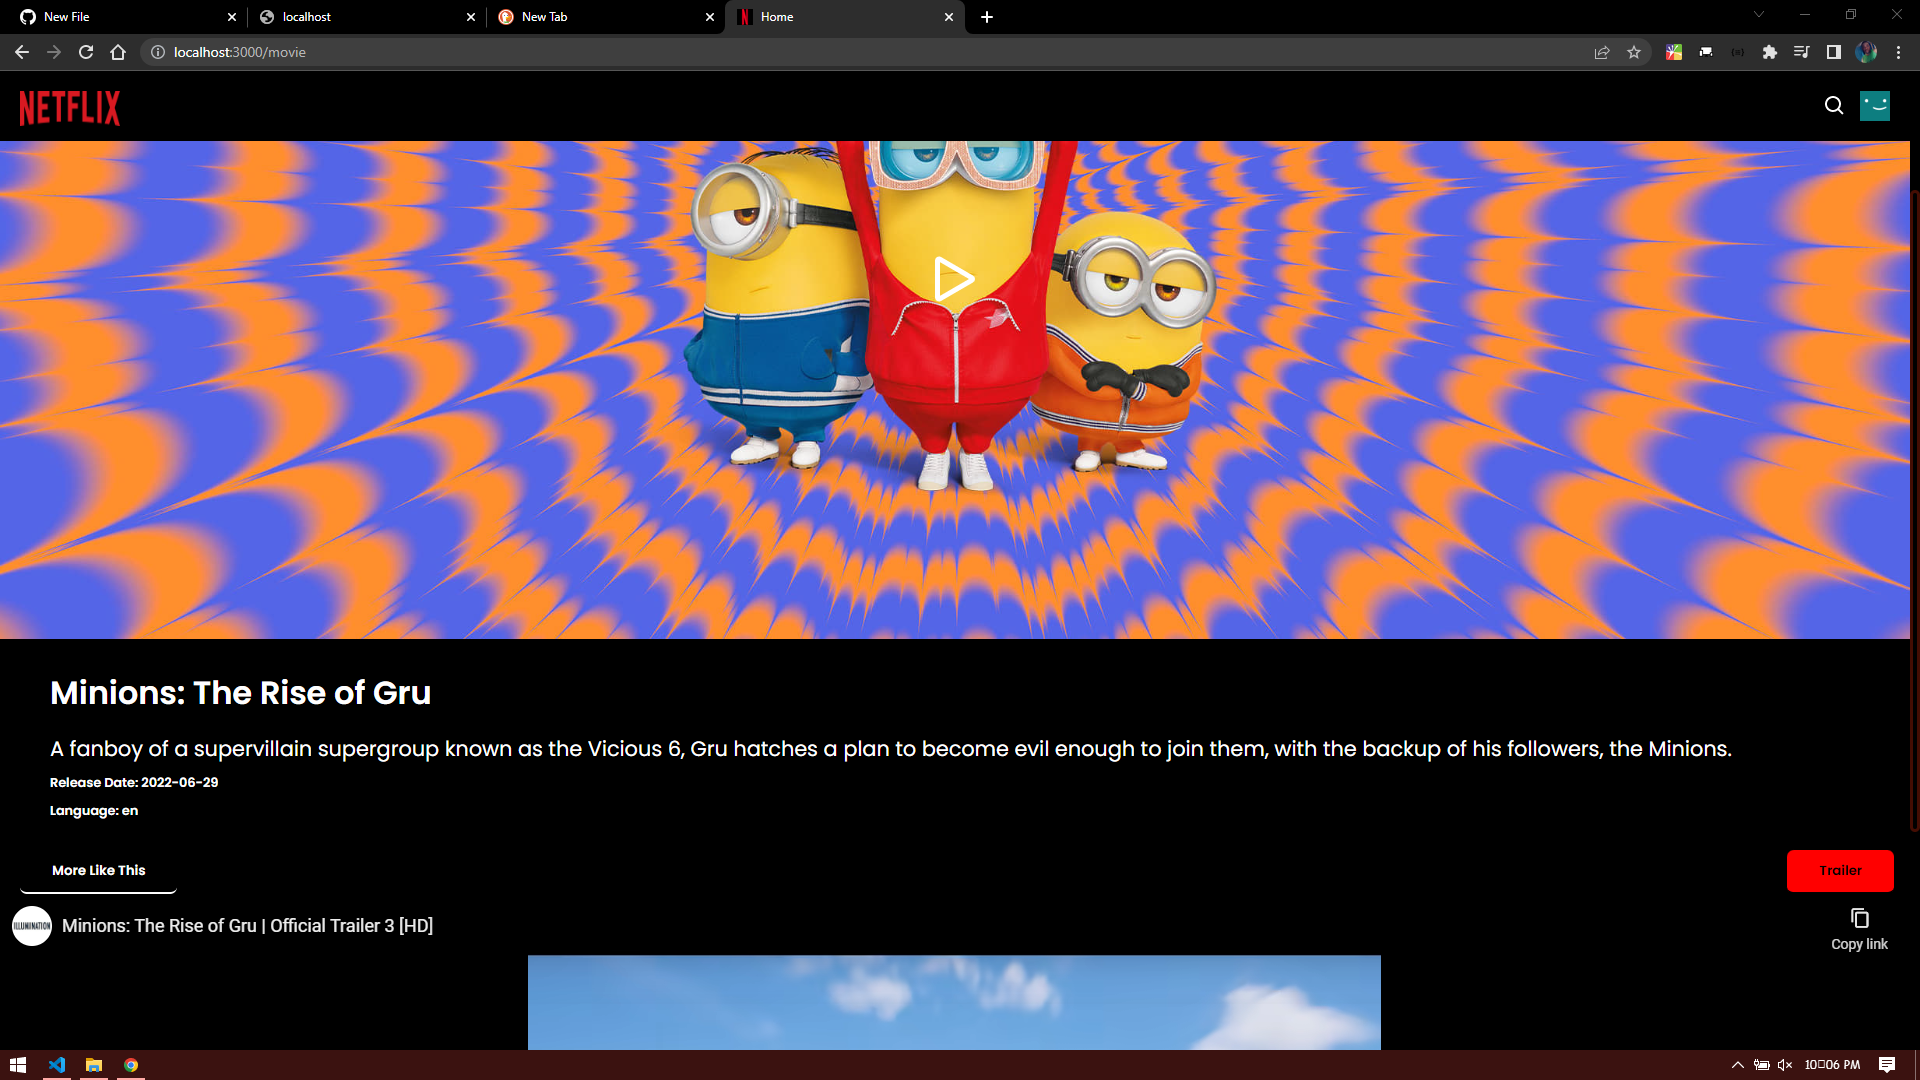 New File
localhost
New Tab
Home
localhost:3000/movie
NETFLIX
Minions: The Rise of Gru
A fanboy of a supervillain supergroup known as the Vicious 6, Gru hatches a plan to become evil enough to join them, with the backup of his followers, the Minions.
Release Date: 2022-06-29
Language: en
More Like This
Trailer
ILLUMINATION
Minions: The Rise of Gru | Official Trailer 3 [HD]
Copy link
10▯06 PM